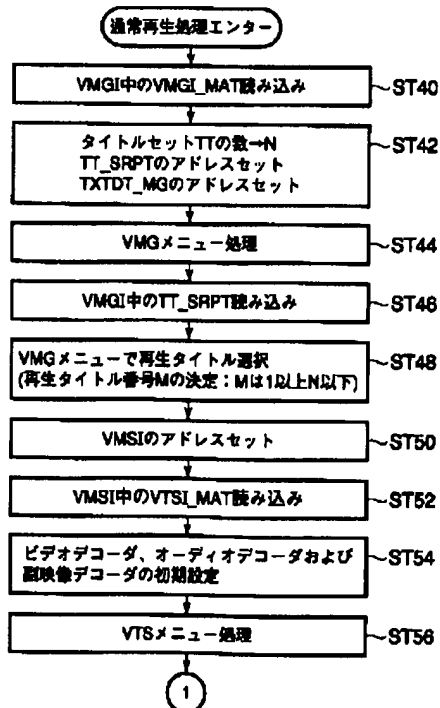 通常再生処理エンター
VMGI中のVMGI_MAT読み込み
ST40
タイトルセットTTの数→N
TT_SRPTのアドレスセット
TXTDT_MGのアドレスセット
ST42
VMGメニュー処理
ST44
VMGI中のTT_SRPT読み込み
ST46
VMGメニューで再生タイトル選択
(再生タイトル番号Mの決定：Mは1以上N以下)
ST48
VMSIのアドレスセット
ST50
VMSI中のVTSI_MAT読み込み
ST52
ビデオデコーダ、オーディオデコーダおよび
副映像デコーダの初期設定
ST54
VTSメニュー処理
ST56
1